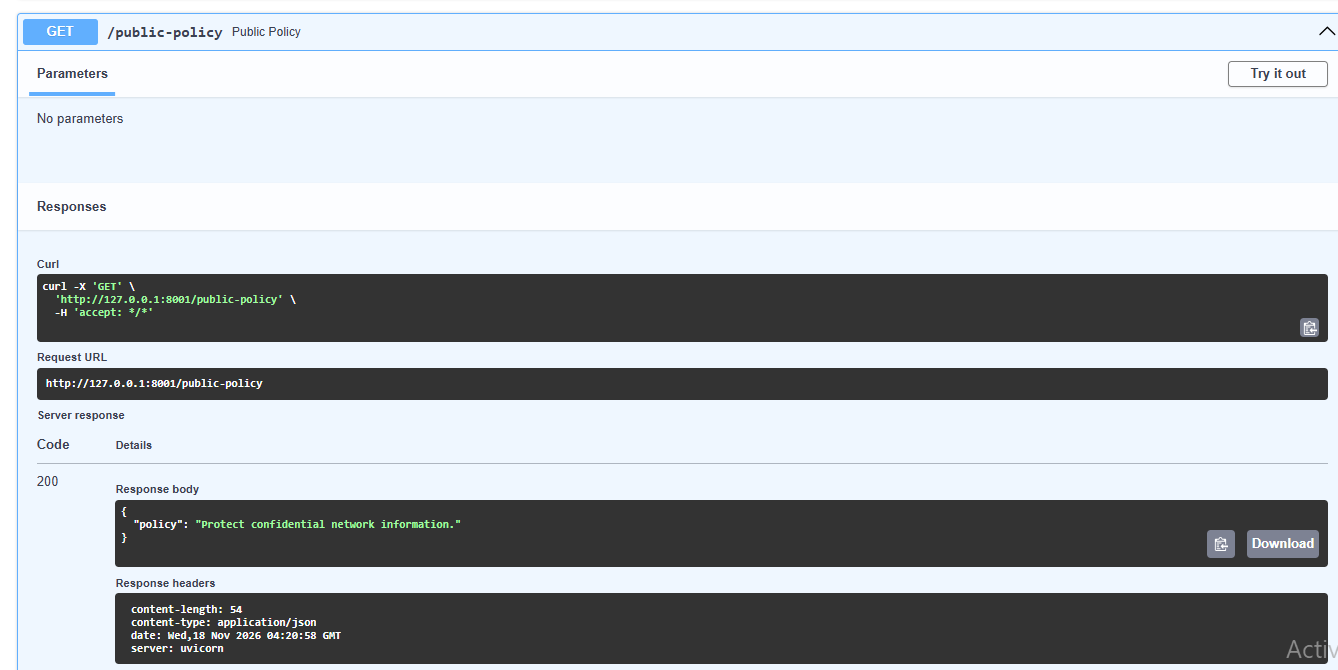 GET /public-policy Public Policy
Parameters
Try it out
No parameters
Responses
Curl
curl -X 'GET' \
'http://127.0.0.1:8001/public-policy' \
-H 'accept: */*'
Request URL
http://127.0.0.1:8001/public-policy
Server response
Code Details
200
Response body
{
"policy": "Protect confidential network information."
}
Download
Response headers
content-length: 54
content-type: application/json
date: Wed,18 Nov 2026 04:20:58 GMT
server: uvicorn